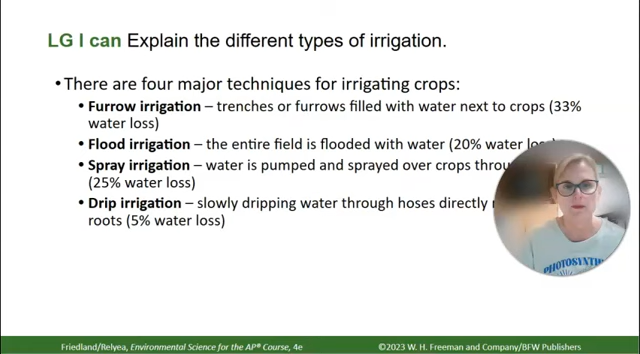 LG I can Explain the different types of irrigation.
• There are four major techniques for irrigating crops:
• Furrow irrigation – trenches or furrows filled with water next to crops (33%
water loss)
• Flood irrigation – the entire field is flooded with water (20% water
• Spray irrigation – water is pumped and sprayed over crops
(25% water loss)
• Drip irrigation – slowly dripping water through hoses directly
roots (5% water loss)
Friedland/Relyea, Environmental Science for the AP® Course, 4e
©2023 W. H. Freeman and Company/BFW Publishers